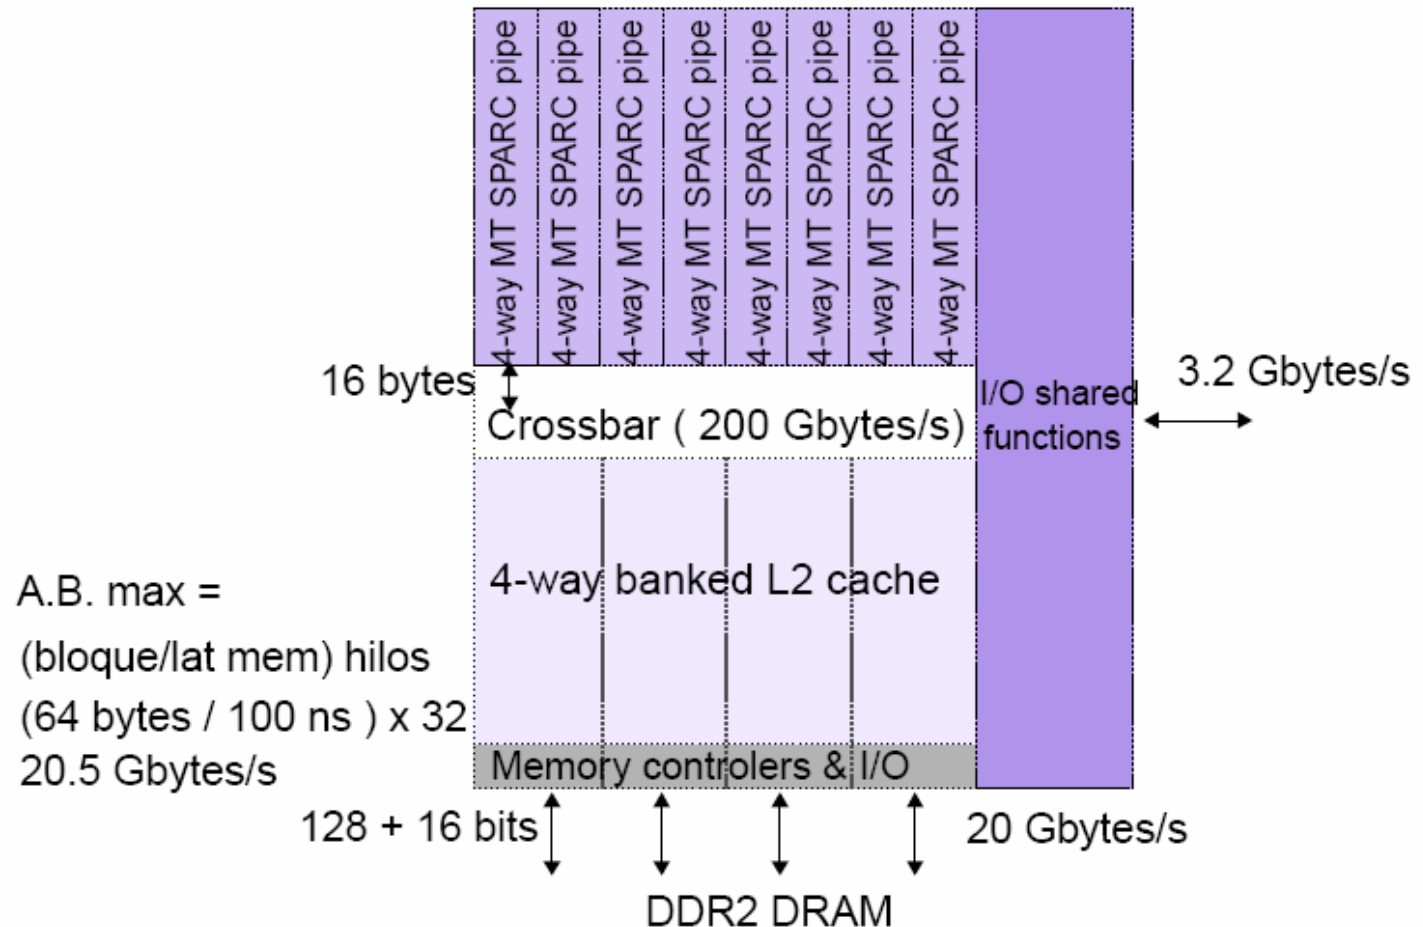 4-way MT SPARC pipe
4-way MT SPARC pipe
4-way MT SPARC pipe
4-way MT SPARC pipe
4-way MT SPARC pipe
4-way MT SPARC pipe
4-way MT SPARC pipe
4-way MT SPARC pipe
16 bytes
Crossbar ( 200 Gbytes/s)
I/O shared
functions
3.2 Gbytes/s
4-way banked L2 cache
A.B. max =
(bloque/lat mem) hilos
(64 bytes / 100 ns ) x 32
20.5 Gbytes/s
Memory controlers & I/O
128 + 16 bits
20 Gbytes/s
DDR2 DRAM